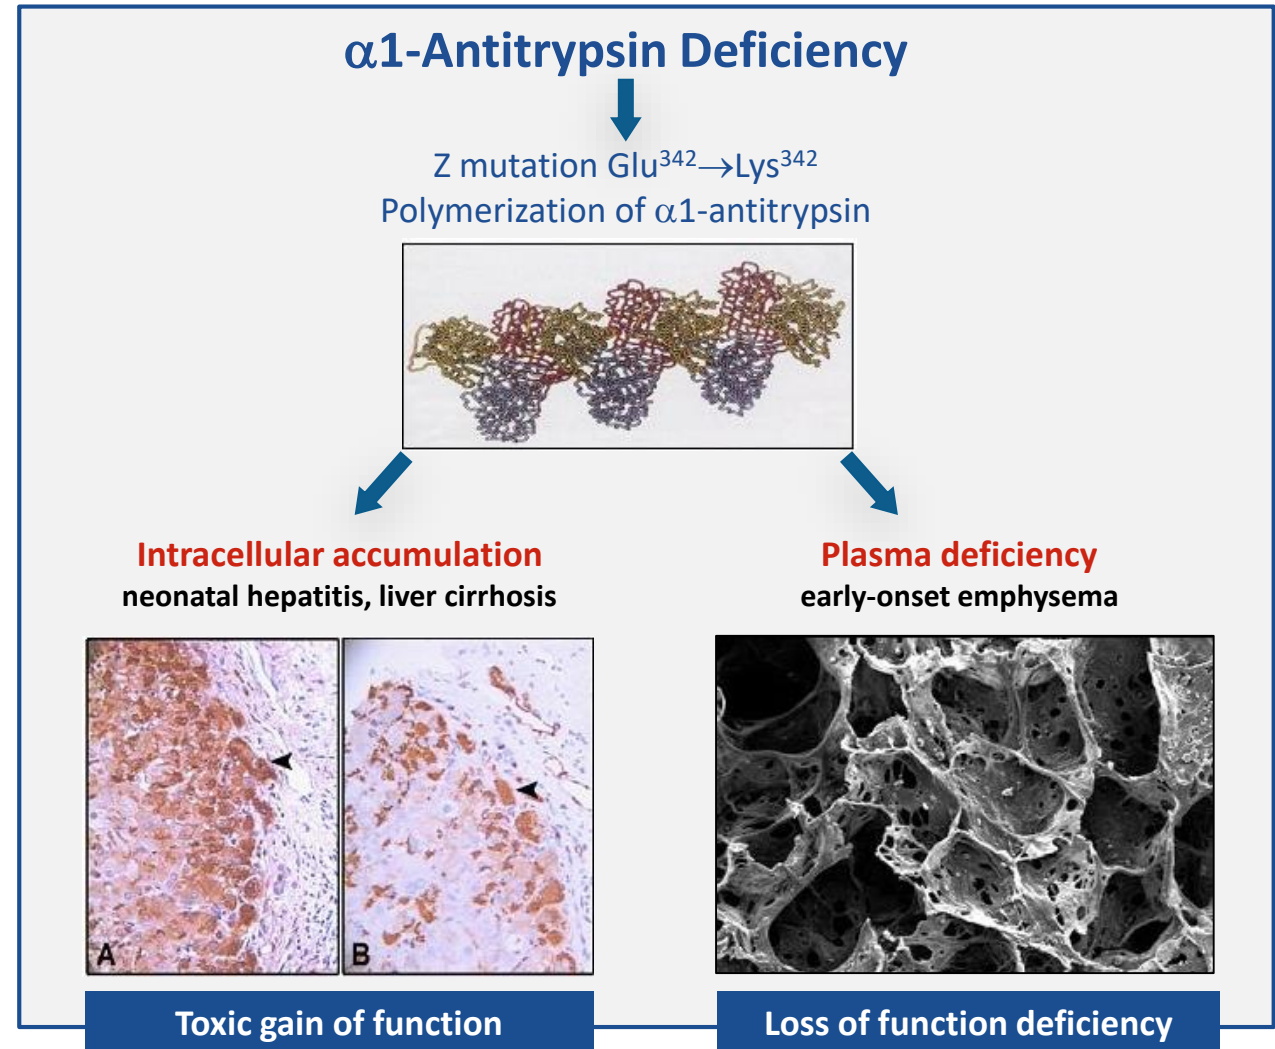 α1-Antitrypsin Deficiency
Z mutation Glu³⁴²→Lys³⁴²
Polymerization of α1-antitrypsin
Intracellular accumulation
neonatal hepatitis, liver cirrhosis
Plasma deficiency
early-onset emphysema
A
B
Toxic gain of function
Loss of function deficiency